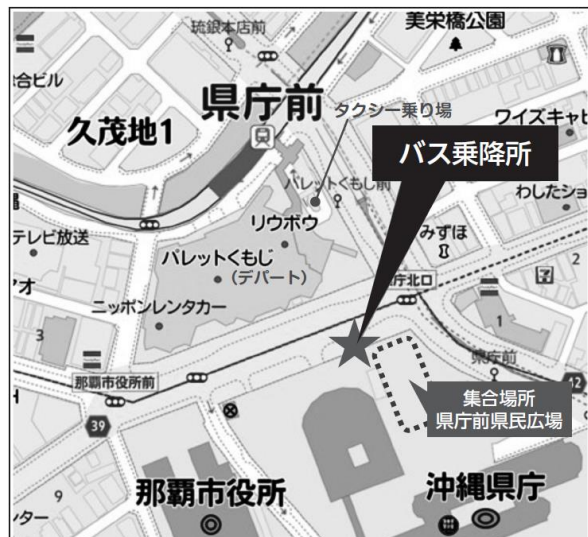 琉銀本店前
美栄橋公園
合ビル
県庁前
タクシー乗り場
久茂地1
ワイズキャビ
バス乗降所
パレットくもじ前
わしたショ
リウボウ
みずほ
テレビ放送
パレットくもじ
(デパート)
庁北口
2
アオ
ニッポンレンタカー
3
1
県庁前
那覇市役所前
42
集合場所
県庁前県民広場
39
那覇市役所
沖縄県庁
9
ンター